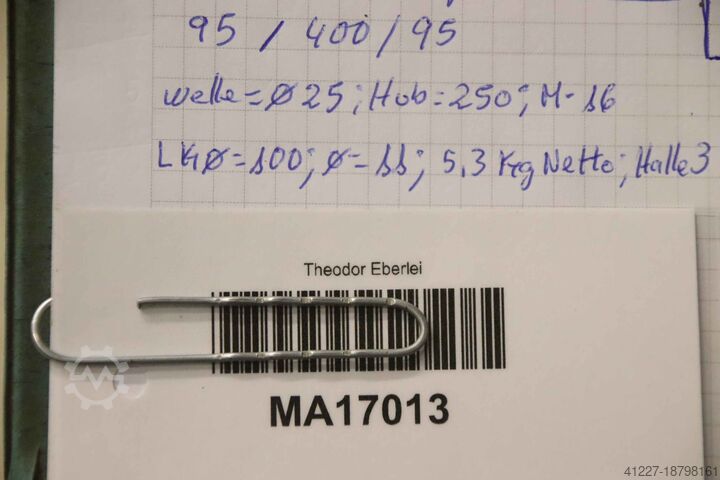 95 / 400 / 95
Welle = Ø 25 ; Hub = 250 ; M-16
LKØ = 100 ; Ø = 11 ; 5,3 Kg Netto ; Halle 3
Theodor Eberlei
MA17013
41227-18798161